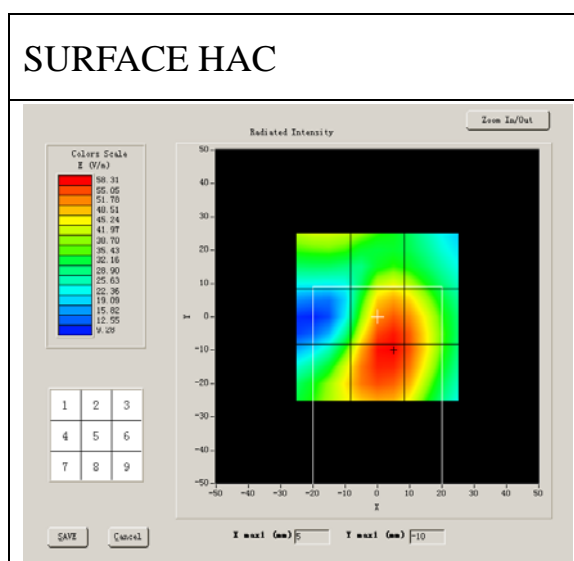 SURFACE HAC
Zoom In/Out
Radiated Intensity
Colors Scale
E (V/m)
58.31
55.05
51.78
48.51
45.24
41.97
38.70
35.43
32.16
28.90
25.63
22.36
19.09
15.82
12.55
9.28
50
40
30
20
10
0
-10
-20
-30
-40
-50
Y
-50 -40 -30 -20 -10 0 10 20 30 40 50
X
1 2 3
4 5 6
7 8 9
SAVE Cancel
X max1 (mm) 5 Y max1 (mm) -10